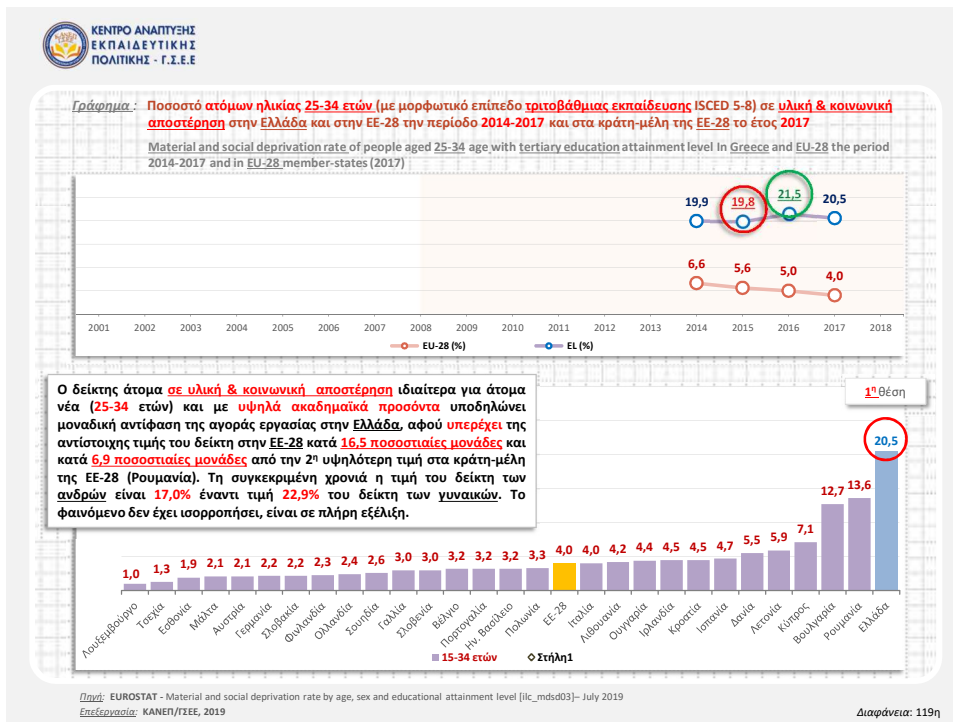 ΚΕΝΤΡΟ ΑΝΑΠΤΥΞΗΣ
ΕΚΠΑΙΔΕΥΤΙΚΗΣ
ΠΟΛΙΤΙΚΗΣ - Γ.Σ.Ε.Ε
Γράφημα : Ποσοστό ατόμων ηλικίας 25-34 ετών (με μορφωτικό επίπεδο τριτοβάθμιας εκπαίδευσης ISCED 5-8) σε υλική & κοινωνική
αποστέρηση στην Ελλάδα και στην ΕΕ-28 την περίοδο 2014-2017 και στα κράτη-μέλη της ΕΕ-28 το έτος 2017
Material and social deprivation rate of people aged 25-34 age with tertiary education attainment level In Greece and EU-28 the period
2014-2017 and in EU-28 member-states (2017)
19,9 19,8 21,5 20,5
6,6 5,6 5,0 4,0
2001 2002 2003 2004 2005 2006 2007 2008 2009 2010 2011 2012 2013 2014 2015 2016 2017 2018
EU-28 (%) EL (%)
Ο δείκτης άτομα σε υλική & κοινωνική αποστέρηση ιδιαίτερα για άτομα
νέα (25-34 ετών) και με υψηλά ακαδημαϊκά προσόντα υποδηλώνει
μοναδική αντίφαση της αγοράς εργασίας στην Ελλάδα, αφού υπερέχει της
αντίστοιχης τιμής του δείκτη στην ΕΕ-28 κατά 16,5 ποσοστιαίες μονάδες και
κατά 6,9 ποσοστιαίες μονάδες από την 2η υψηλότερη τιμή στα κράτη-μέλη
της ΕΕ-28 (Ρουμανία). Τη συγκεκριμένη χρονιά η τιμή του δείκτη των
ανδρών είναι 17,0% έναντι τιμή 22,9% του δείκτη των γυναικών. Το
φαινόμενο δεν έχει ισορροπήσει, είναι σε πλήρη εξέλιξη.
1η θέση
1,0 1,3 1,9 2,1 2,1 2,2 2,2 2,3 2,4 2,6 3,0 3,0 3,2 3,2 3,2 3,3 4,0 4,0 4,2 4,4 4,5 4,5 4,7 5,5 5,9 7,1 12,7 13,6 20,5
Λουξεμβούργο Τσεχία Εσθονία Μάλτα Αυστρία Γερμανία Σλοβακία Φινλανδία Ολλανδία Σουηδία Γαλλία Σλοβενία Βέλγιο Πορτογαλία Ην. Βασίλειο Πολωνία ΕΕ-28 Ιταλία Λιθουανία Ουγγαρία Ιρλανδία Κροατία Ισπανία Δανία Λετονία Κύπρος Βουλγαρία Ρουμανία Ελλάδα
15-34 ετών Στήλη1
Πηγή: EUROSTAT - Material and social deprivation rate by age, sex and educational attainment level [ilc_mdsd03]– July 2019
Επεξεργασία: ΚΑΝΕΠ/ΓΣΕΕ, 2019
Διαφάνεια: 119η